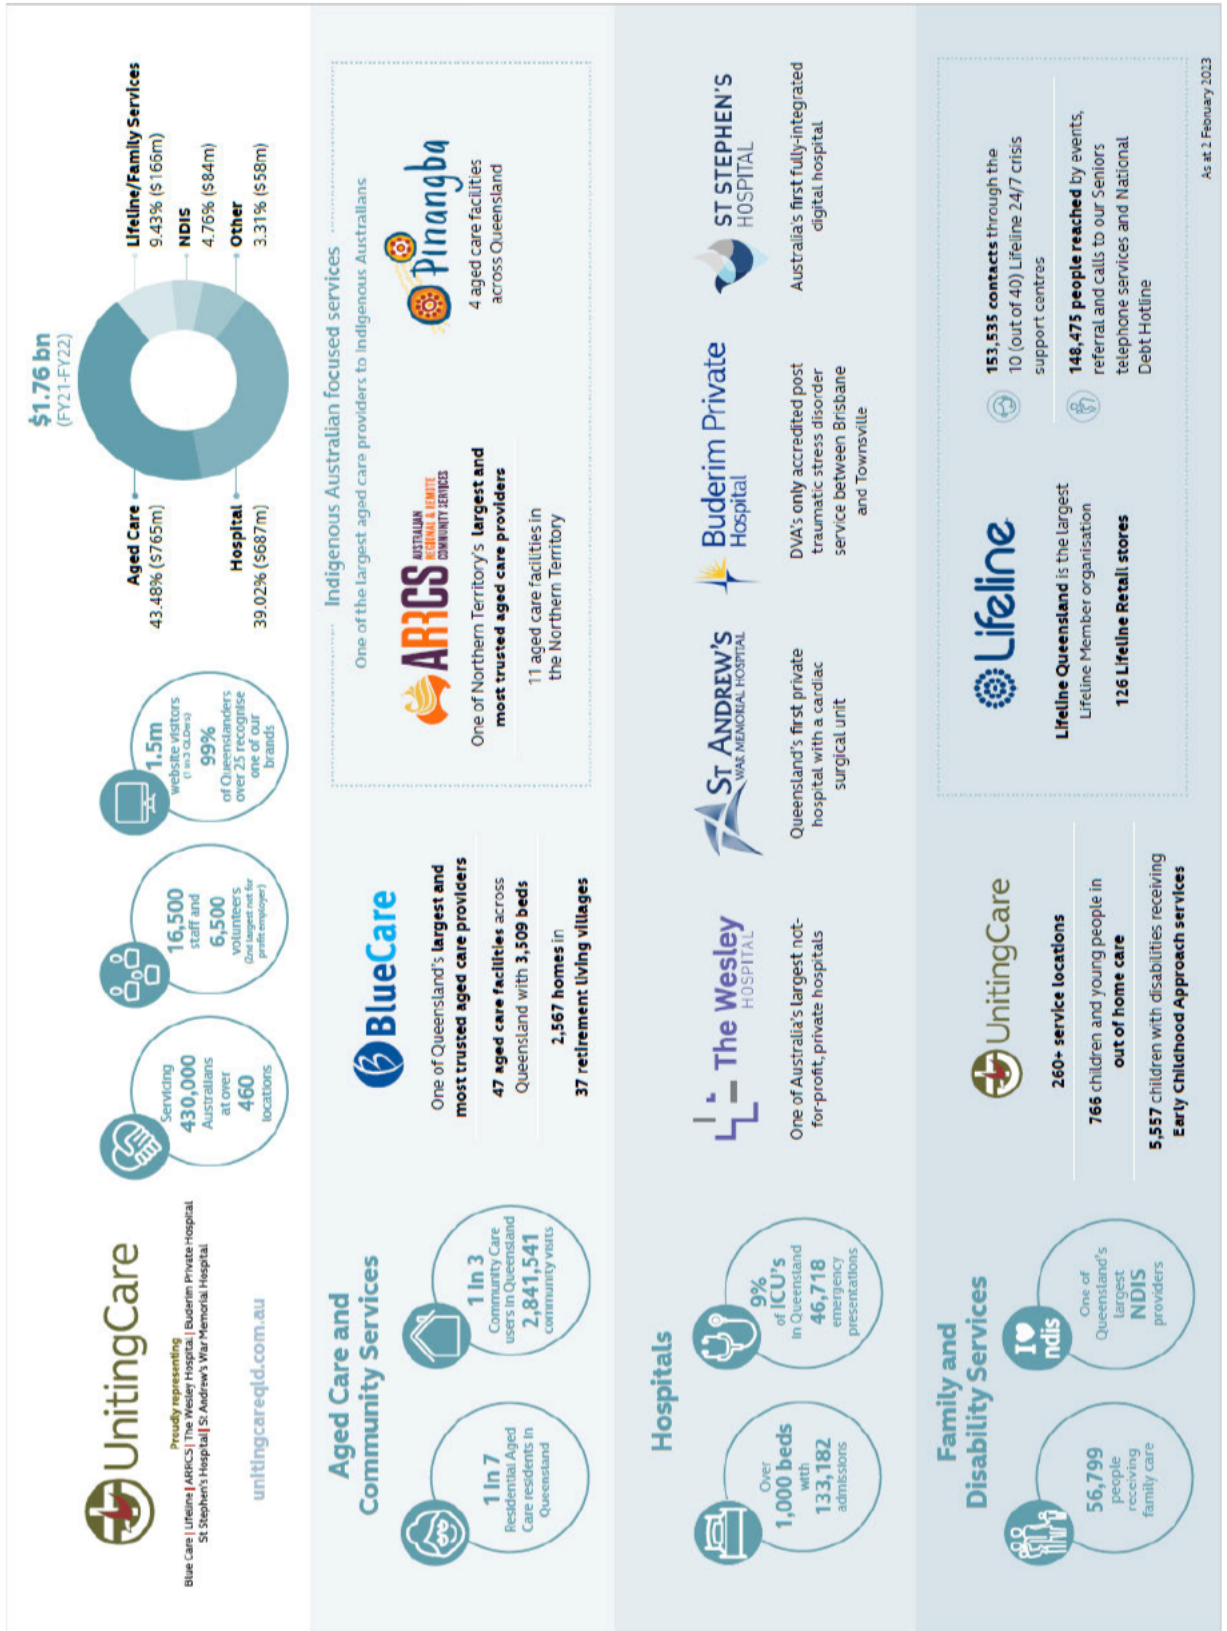 UnitingCare
Proudly representing
Blue Care | Lifeline | ARRCS | The Wesley Hospital | Buderim Private Hospital
St Stephen's Hospital | St Andrew's War Memorial Hospital
unitingcareqld.com.au
Servicing
430,000
Australians
at over
460
locations
16,500
staff and
6,500
volunteers
(2nd largest not for
profit employer)
1.5m
website visitors
(1 in 3 QLDers)
99%
of Queenslanders
over 25 recognise
one of our
brands
$1.76 bn
(FY21-FY22)
Aged Care
43.48% ($765m)
Hospital
39.02% ($687m)
Lifeline/Family Services
9.43% ($166m)
NDIS
4.76% ($84m)
Other
3.31% ($58m)
Aged Care and
Community Services
1 in 7
Residential Aged
Care residents in
Queensland
1 in 3
Community Care
users in Queensland
2,841,541
community visits
BlueCare
One of Queensland's largest and
most trusted aged care providers
47 aged care facilities across
Queensland with 3,509 beds
2,567 homes in
37 retirement living villages
Indigenous Australian focused services
One of the largest aged care providers to Indigenous Australians
ARRCS
AUSTRALIAN
REGIONAL & REMOTE
COMMUNITY SERVICES
One of Northern Territory's largest and
most trusted aged care providers
11 aged care facilities in
the Northern Territory
Pinangba
4 aged care facilities
across Queensland
Hospitals
Over
1,000 beds
with
133,182
admissions
9%
of ICU's
in Queensland
46,718
emergency
presentations
The Wesley
HOSPITAL
One of Australia's largest not-
for-profit, private hospitals
ST ANDREW'S
WAR MEMORIAL HOSPITAL
Queensland's first private
hospital with a cardiac
surgical unit
Buderim Private
Hospital
DVA's only accredited post
traumatic stress disorder
service between Brisbane
and Townsville
ST STEPHEN'S
HOSPITAL
Australia's first fully-integrated
digital hospital
Family and
Disability Services
56,799
people
receiving
family care
I
ndis
One of
Queensland's
largest
NDIS
providers
UnitingCare
260+ service locations
766 children and young people in
out of home care
5,557 children with disabilities receiving
Early Childhood Approach services
Lifeline
Lifeline Queensland is the largest
Lifeline Member organisation
126 Lifeline Retail stores
153,535 contacts through the
10 (out of 40) Lifeline 24/7 crisis
support centres
148,475 people reached by events,
referral and calls to our Seniors
telephone services and National
Debt Hotline
As at 2 February 2023